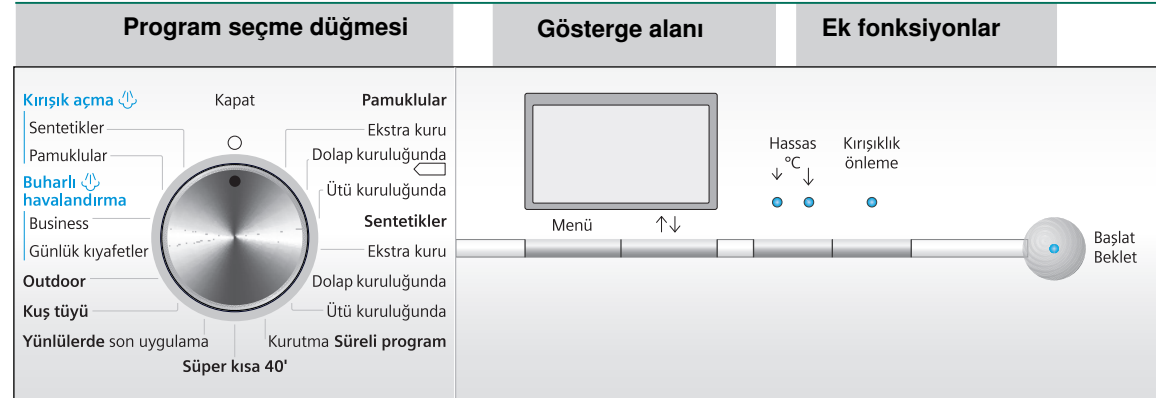 Program seçme düğmesi
Gösterge alanı
Ek fonksiyonlar
Kırışık açma
Sentetikler
Pamuklular
Buharlı
havalandırma
Business
Günlük kıyafetler
Outdoor
Kuş tüyü
Yünlülerde son uygulama
Süper kısa 40'
Kapat
Pamuklular
Ekstra kuru
Dolap kuruluğunda
Ütü kuruluğunda
Sentetikler
Ekstra kuru
Dolap kuruluğunda
Ütü kuruluğunda
Kurutma Süreli program
Menü
↑↓
Hassas
°C
↓ ↓
Kırışıklık
önleme
Başlat
Beklet